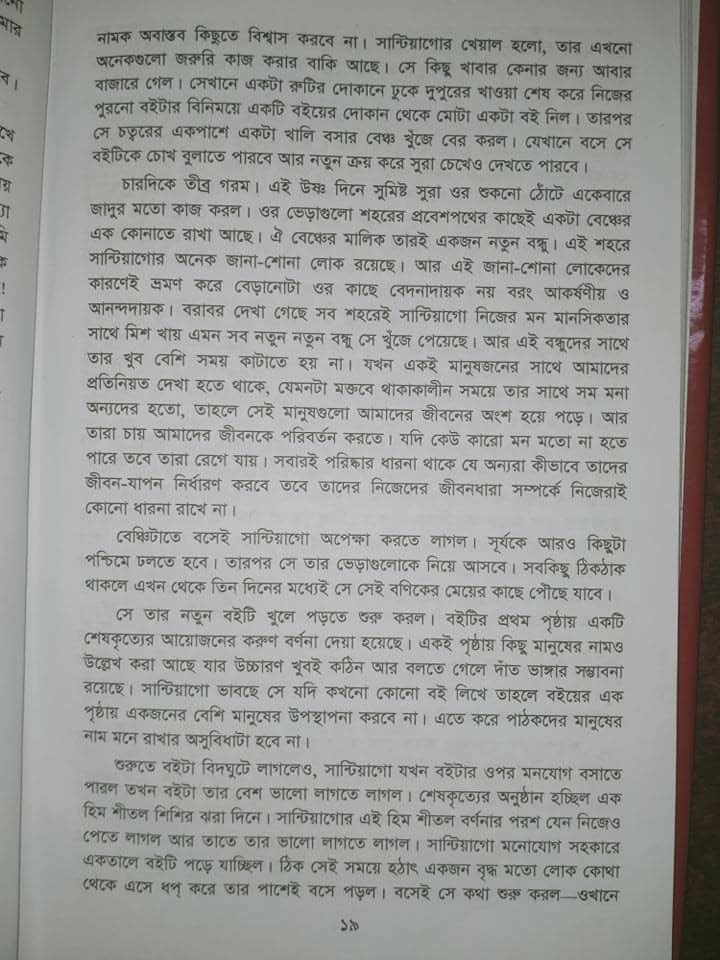 নামক অবাস্তব কিছুতে বিশ্বাস করবে না। সান্টিয়াগোর খেয়াল হলো, তার এখনো
অনেকগুলো জরুরি কাজ করার বাকি আছে। সে কিছু খাবার কেনার জন্য আবার
বাজারে গেল। সেখানে একটা রুটির দোকানে ঢুকে দুপুরের খাওয়া শেষ করে নিজের
পুরনো বইটার বিনিময়ে একটি বইয়ের দোকান থেকে মোটা একটা বই নিল। তারপর
সে চত্বরের একপাশে একটা খালি বসার বেঞ্চ খুঁজে বের করল। যেখানে বসে সে
বইটিকে চোখ বুলাতে পারবে আর নতুন ক্রয় করে সুরা চেখেও দেখতে পারবে।
চারদিকে তীব্র গরম। এই উষ্ণ দিনে সুমিষ্ট সুরা ওর শুকনো ঠোঁটে একেবারে
জাদুর মতো কাজ করল। ওর ভেড়াগুলো শহরের প্রবেশপথের কাছেই একটা বেঞ্চের
এক কোনাতে রাখা আছে। ঐ বেঞ্চের মালিক তারই একজন নতুন বন্ধু। এই শহরে
সান্টিয়াগোর অনেক জানা-শোনা লোক রয়েছে। আর এই জানা-শোনা লোকেদের
কারণেই ভ্রমণ করে বেড়ানোটা ওর কাছে বেদনাদায়ক নয় বরং আকর্ষণীয় ও
আনন্দদায়ক। বরাবর দেখা গেছে সব শহরেই সান্টিয়াগো নিজের মন মানসিকতার
সাথে মিশ খায় এমন সব নতুন নতুন বন্ধু সে খুঁজে পেয়েছে। আর এই বন্ধুদের সাথে
তার খুব বেশি সময় কাটাতে হয় না। যখন একই মানুষজনের সাথে আমাদের
প্রতিনিয়ত দেখা হতে থাকে, যেমনটা মক্তবে থাকাকালীন সময়ে তার সাথে সম মনা
অন্যদের হতো, তাহলে সেই মানুষগুলো আমাদের জীবনের অংশ হয়ে পড়ে। আর
তারা চায় আমাদের জীবনকে পরিবর্তন করতে। যদি কেউ কারো মন মতো না হতে
পারে তবে তারা রেগে যায়। সবারই পরিষ্কার ধারনা থাকে যে অন্যরা কীভাবে তাদের
জীবন-যাপন নির্ধারণ করবে তবে তাদের নিজেদের জীবনধারা সম্পর্কে নিজেরাই
কোনো ধারনা রাখে না।
বেঞ্চিটাতে বসেই সান্টিয়াগো অপেক্ষা করতে লাগল। সূর্যকে আরও কিছুটা
পশ্চিমে ঢলতে হবে। তারপর সে তার ভেড়াগুলোকে নিয়ে আসবে। সবকিছু ঠিকঠাক
থাকলে এখন থেকে তিন দিনের মধ্যেই সে সেই বণিকের মেয়ের কাছে পৌছে যাবে।
সে তার নতুন বইটি খুলে পড়তে শুরু করল। বইটির প্রথম পৃষ্ঠায় একটি
শেষকৃত্যের আয়োজনের করুণ বর্ণনা দেয়া হয়েছে। একই পৃষ্ঠায় কিছু মানুষের নামও
উল্লেখ করা আছে যার উচ্চারণ খুবই কঠিন আর বলতে গেলে দাঁত ভাঙ্গার সম্ভাবনা
রয়েছে। সান্টিয়াগো ভাবছে সে যদি কখনো কোনো বই লিখে তাহলে বইয়ের এক
পৃষ্ঠায় একজনের বেশি মানুষের উপস্থাপনা করবে না। এতে করে পাঠকদের মানুষের
নাম মনে রাখার অসুবিধাটা হবে না।
শুরুতে বইটা বিদঘুটে লাগলেও, সান্টিয়াগো যখন বইটার ওপর মনযোগ বসাতে
পারল তখন বইটা তার বেশ ভালো লাগতে লাগল। শেষকৃত্যের অনুষ্ঠান হচ্ছিল এক
হিম শীতল শিশির ঝরা দিনে। সান্টিয়াগোর এই হিম শীতল বর্ণনার পরশ যেন নিজেও
পেতে লাগল আর তাতে তার ভালো লাগতে লাগল। সান্টিয়াগো মনোযোগ সহকারে
একতালে বইটি পড়ে যাচ্ছিল। ঠিক সেই সময়ে হঠাৎ একজন বৃদ্ধ মতো লোক কোথা
থেকে এসে ধপ্ করে তার পাশেই বসে পড়ল। বসেই সে কথা শুরু করল—ওখানে
১৯